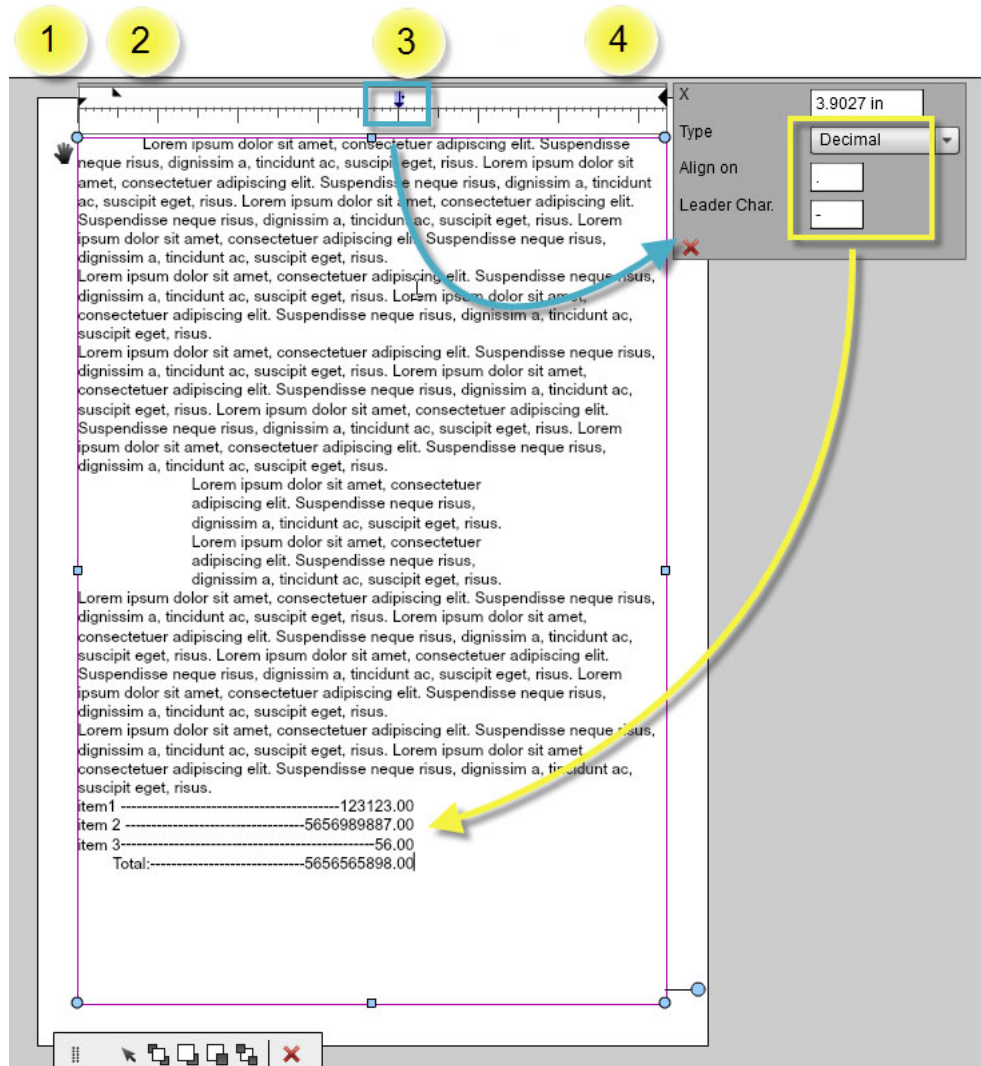 1 2 3 4
X 3.9027 in
Type Decimal
Align on .
Leader Char. -
Lorem ipsum dolor sit amet, consectetuer adipiscing elit. Suspendisse
neque risus, dignissim a, tincidunt ac, suscipit eget, risus. Lorem ipsum dolor sit
amet, consectetuer adipiscing elit. Suspendisse neque risus, dignissim a, tincidunt
ac, suscipit eget, risus. Lorem ipsum dolor sit amet, consectetuer adipiscing elit.
Suspendisse neque risus, dignissim a, tincidunt ac, suscipit eget, risus. Lorem
ipsum dolor sit amet, consectetuer adipiscing elit. Suspendisse neque risus,
dignissim a, tincidunt ac, suscipit eget, risus.
Lorem ipsum dolor sit amet, consectetuer adipiscing elit. Suspendisse neque risus,
dignissim a, tincidunt ac, suscipit eget, risus. Lorem ipsum dolor sit amet,
consectetuer adipiscing elit. Suspendisse neque risus, dignissim a, tincidunt ac,
suscipit eget, risus.
Lorem ipsum dolor sit amet, consectetuer adipiscing elit. Suspendisse neque risus,
dignissim a, tincidunt ac, suscipit eget, risus. Lorem ipsum dolor sit amet,
consectetuer adipiscing elit. Suspendisse neque risus, dignissim a, tincidunt ac,
suscipit eget, risus. Lorem ipsum dolor sit amet, consectetuer adipiscing elit.
Suspendisse neque risus, dignissim a, tincidunt ac, suscipit eget, risus. Lorem
ipsum dolor sit amet, consectetuer adipiscing elit. Suspendisse neque risus,
dignissim a, tincidunt ac, suscipit eget, risus.
Lorem ipsum dolor sit amet, consectetuer
adipiscing elit. Suspendisse neque risus,
dignissim a, tincidunt ac, suscipit eget, risus.
Lorem ipsum dolor sit amet, consectetuer
adipiscing elit. Suspendisse neque risus,
dignissim a, tincidunt ac, suscipit eget, risus.
Lorem ipsum dolor sit amet, consectetuer adipiscing elit. Suspendisse neque risus,
dignissim a, tincidunt ac, suscipit eget, risus. Lorem ipsum dolor sit amet,
consectetuer adipiscing elit. Suspendisse neque risus, dignissim a, tincidunt ac,
suscipit eget, risus. Lorem ipsum dolor sit amet, consectetuer adipiscing elit.
Suspendisse neque risus, dignissim a, tincidunt ac, suscipit eget, risus. Lorem
ipsum dolor sit amet, consectetuer adipiscing elit. Suspendisse neque risus,
dignissim a, tincidunt ac, suscipit eget, risus.
Lorem ipsum dolor sit amet, consectetuer adipiscing elit. Suspendisse neque risus,
dignissim a, tincidunt ac, suscipit eget, risus. Lorem ipsum dolor sit amet,
consectetuer adipiscing elit. Suspendisse neque risus, dignissim a, tincidunt ac,
suscipit eget, risus.
item1 -----------------------------------------123123.00
item 2 ----------------------------------5656989887.00
item 3-----------------------------------------------------56.00
Total:-----------------------------5656565898.00